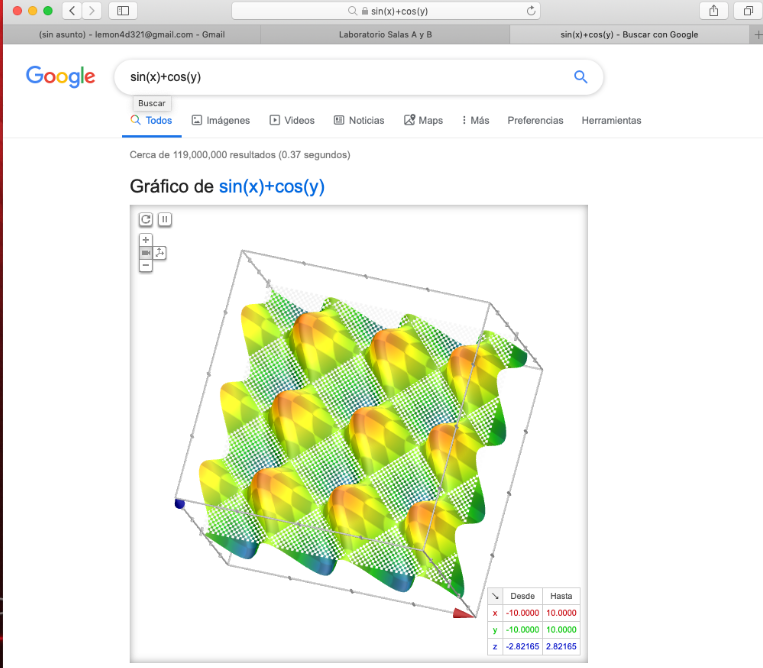 sin(x)+cos(y)
(sin asunto) - lemon4d321@gmail.com - Gmail
Laboratorio Salas A y B
sin(x)+cos(y) - Buscar con Google
Google
sin(x)+cos(y)
Buscar
Todos Imágenes Videos Noticias Maps Más Preferencias Herramientas
Cerca de 119,000,000 resultados (0.37 segundos)
Gráfico de sin(x)+cos(y)
Desde Hasta
x -10.0000 10.0000
y -10.0000 10.0000
z -2.82165 2.82165